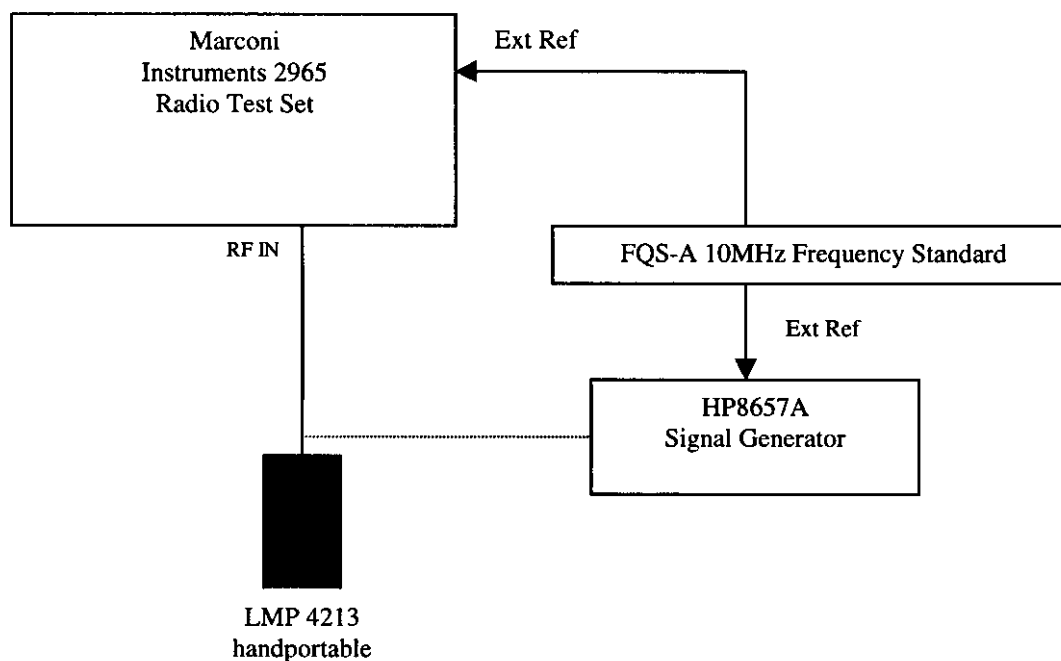 Marconi
Instruments 2965
Radio Test Set
Ext Ref
RF IN
FQS-A 10MHz Frequency Standard
Ext Ref
HP8657A
Signal Generator
LMP 4213
handportable